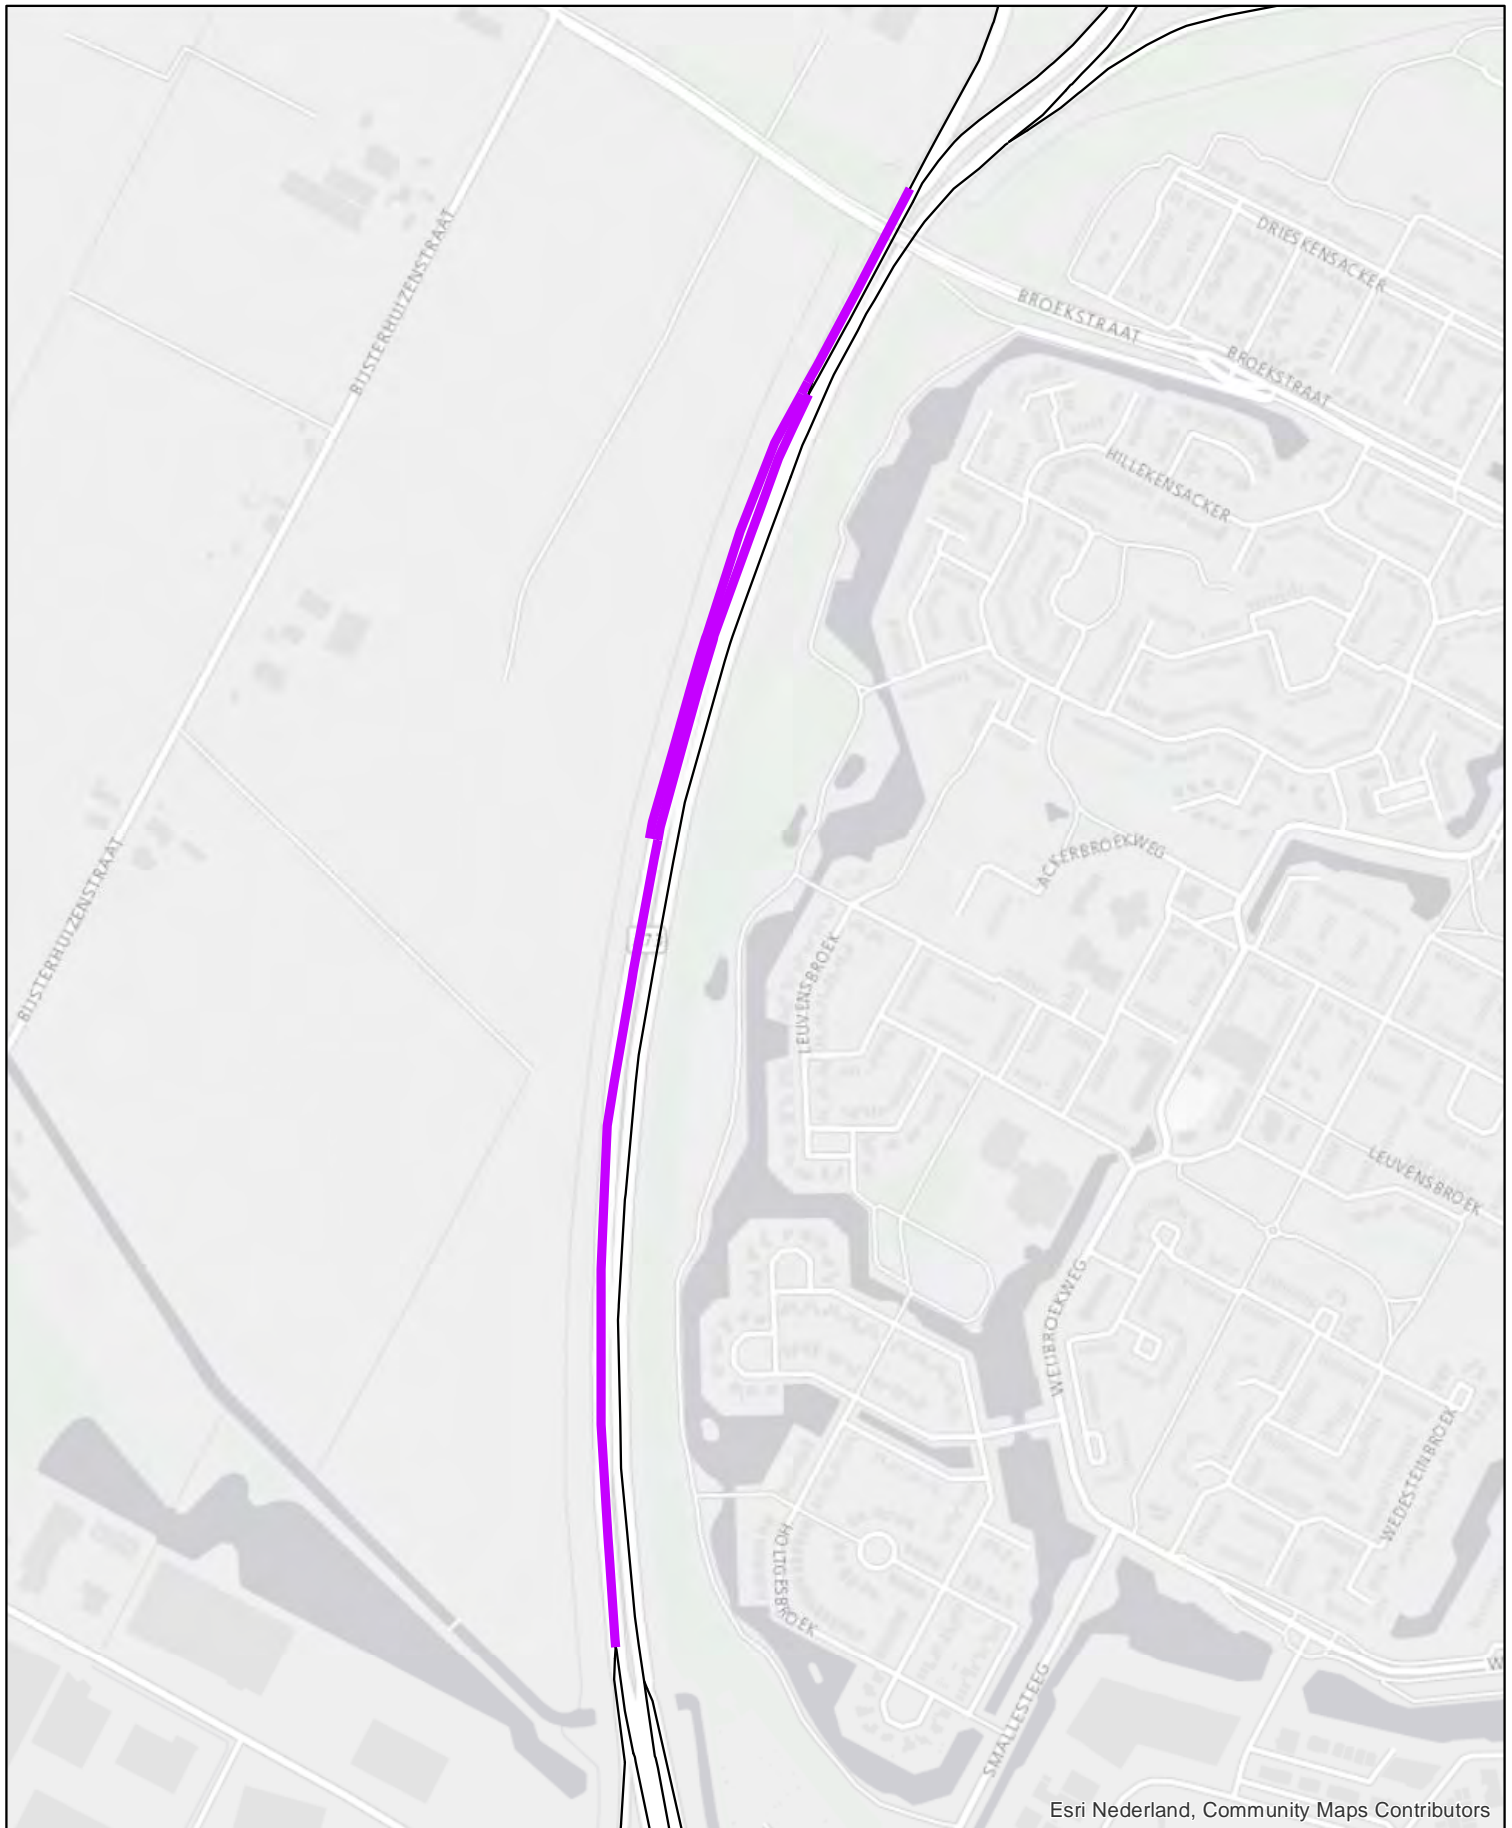 DRIESKENSACKER
BIJSTERHUIZENSTRAAT
BROEKSTRAAT
BROEKSTRAAT
HILLEKENSACKER
ACKERBROEKWEG
BIJSTERHUIZENSTRAAT
LEUVENSBROEK
LEUVENSBROEK
WEIJBROEKWEG
WEDESTEINBROEK
HOLTGESBROEK
SMALLESTEEG
W
Esri Nederland, Community Maps Contributors